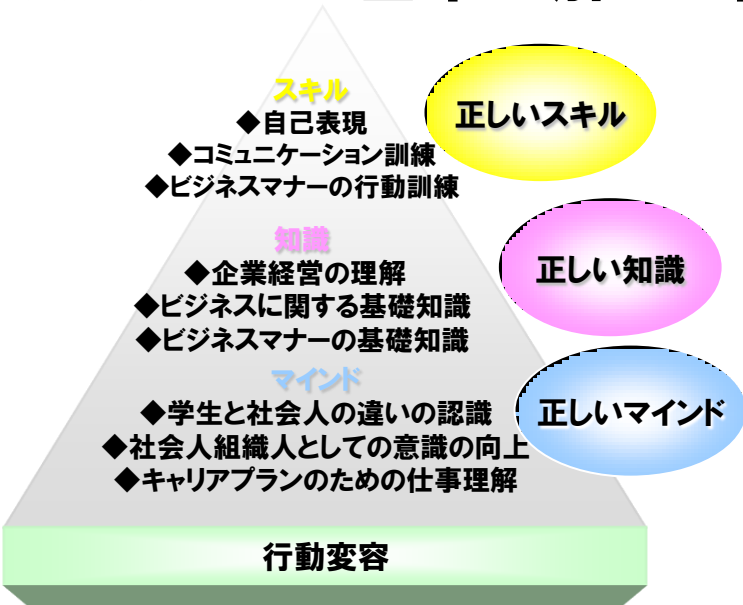 スキル
◆自己表現
◆コミュニケーション訓練
◆ビジネスマナーの行動訓練
正しいスキル
知識
◆企業経営の理解
◆ビジネスに関する基礎知識
◆ビジネスマナーの基礎知識
正しい知識
マインド
◆学生と社会人の違いの認識
◆社会人組織人としての意識の向上
◆キャリアプランのための仕事理解
正しいマインド
行動変容